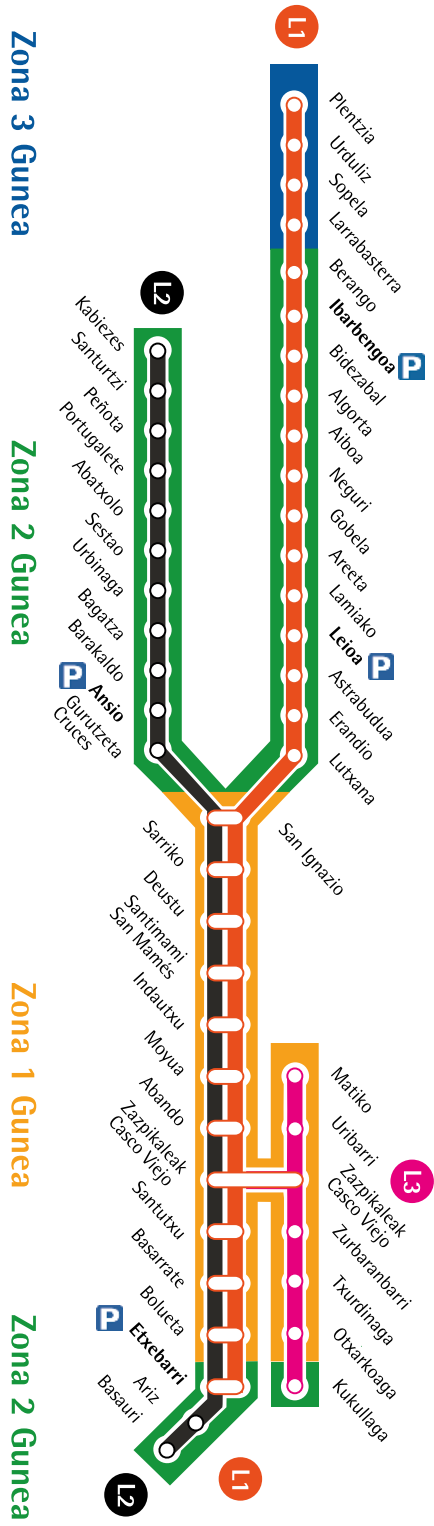 L1
Zona 3 Gunea
Plentzia
Urduliz
Sopela
Larrabasterra
Berango
Ibarbengoa
P
Bidezabal
Algorta
Aiboa
Neguri
Gobela
Areeta
Lamiako
Leioa
P
Astrabudua
Erandio
Lutxana
L2
Kabiezes
Santurtzi
Peñota
Portugalete
Abatxolo
Sestao
Urbinaga
Bagatza
Barakaldo
P
Ansio
Gurutzeta
Cruces
Zona 2 Gunea
San Ignazio
Sarriko
Deustu
Santimami
San Mamés
Indautxu
Moyua
Abando
Zazpikaleak
Casco Viejo
Santutxu
Basarrate
Bolueta
P
Etxebarri
Ariz
Basauri
Zona 1 Gunea
Matiko
Uribarri
Zazpikaleak
Casco Viejo
L3
Zurbaranbarri
Txurdinaga
Otxarkoaga
Kukullaga
Zona 2 Gunea
L1
L2